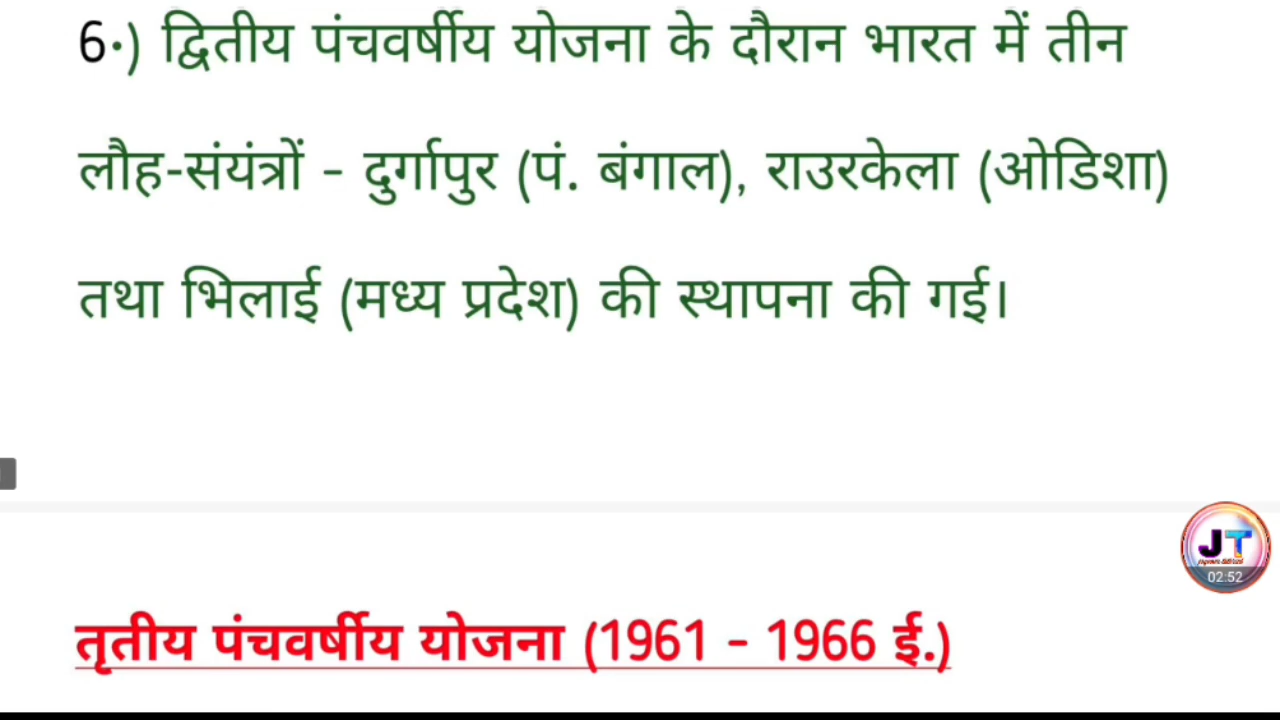 6·) द्वितीय पंचवर्षीय योजना के दौरान भारत में तीन
लौह-संयंत्रों - दुर्गापुर (पं. बंगाल), राउरकेला (ओडिशा)
तथा भिलाई (मध्य प्रदेश) की स्थापना की गई।
JT
02:52
तृतीय पंचवर्षीय योजना (1961 - 1966 ई.)